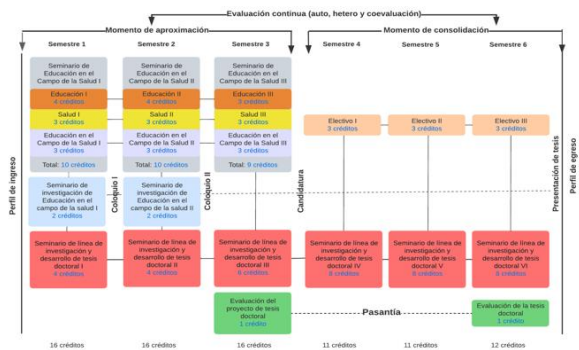 Evaluación continua (auto, hetero y coevaluación)
Momento de aproximación
Momento de consolidación
Semestre 1
Semestre 2
Semestre 3
Semestre 4
Semestre 5
Semestre 6
Perfil de ingreso
Seminario de
Educación en el
Campo de la Salud I
Educación I
4 créditos
Salud I
3 créditos
Educación en el
Campo de la Salud I
3 créditos
Total: 10 créditos
Seminario de
investigación de
Educación en el
campo de la salud I
2 créditos
Seminario de línea de
investigación y
desarrollo de tesis
doctoral I
4 créditos
16 créditos
Coloquio I
Seminario de
Educación en el
Campo de la Salud II
Educación II
4 créditos
Salud II
3 créditos
Educación en el
Campo de la Salud II
3 créditos
Total: 10 créditos
Seminario de
investigación de
Educación en el
campo de la salud II
2 créditos
Seminario de línea de
investigación y
desarrollo de tesis
doctoral II
4 créditos
16 créditos
Coloquio II
Seminario de
Educación en el
Campo de la Salud III
Educación III
3 créditos
Salud III
3 créditos
Educación en el
Campo de la Salud III
3 créditos
Total: 9 créditos
Seminario de línea de
investigación y
desarrollo de tesis
doctoral III
créditos
Evaluación del
proyecto de tesis
doctoral
1 crédito
16 créditos
Candidatura
Electivo I
3 créditos
Seminario de línea de
investigación y
desarrollo de tesis
doctoral IV
8 créditos
11 créditos
Pasantía
Electivo II
3 créditos
Seminario de línea de
investigación y
desarrollo de tesis
doctoral V
8 créditos
11 créditos
Electivo III
3 créditos
Seminario de línea de
investigación y
desarrollo de tesis
doctoral VI
8 créditos
Evaluación de la tesis
doctoral
1 crédito
12 créditos
Presentación de tesis
Perfil de egreso